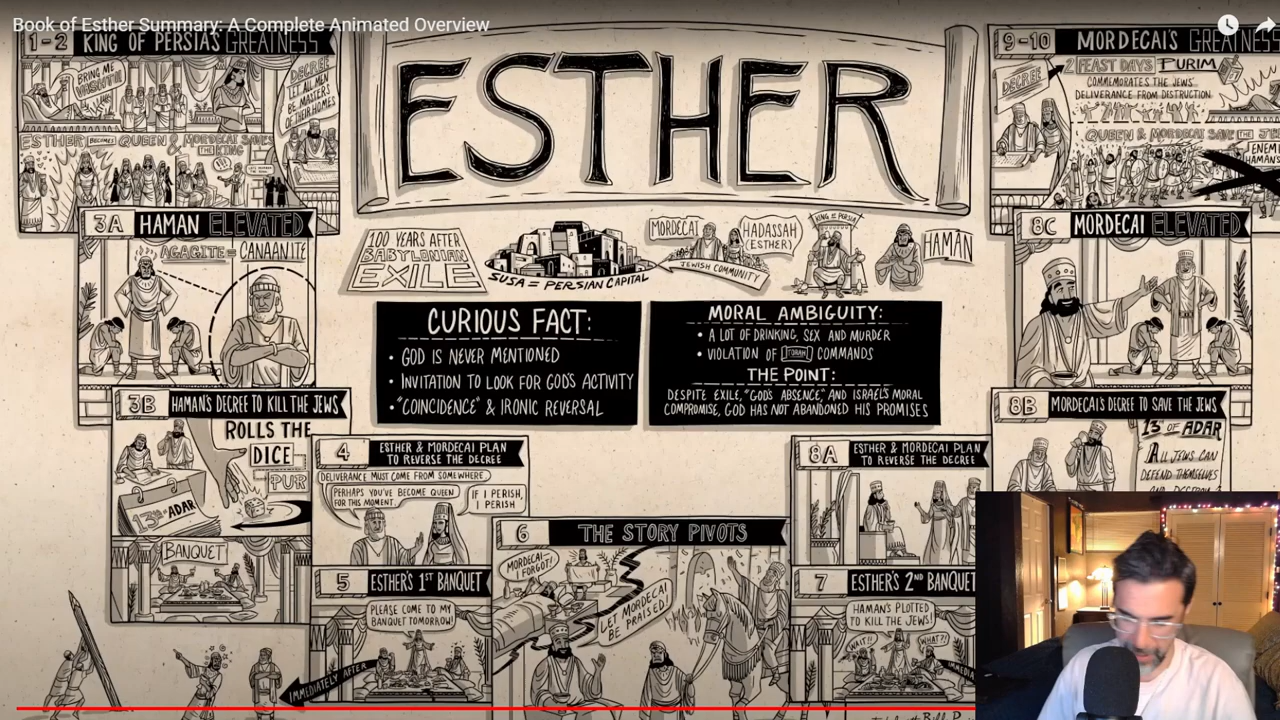 Book of Esther Summary: A Complete Animated Overview
1-2 KING OF PERSIA'S GREATNESS
BRING ME
VASHTI!
DECREE
LET ALL MEN
BE MASTERS
OF THEIR HOMES
ESTHER BECOMES QUEEN & MORDECAI SAVES
THE KING
3A HAMAN ELEVATED
AGAGITE = CANAANITE
3B HAMAN'S DECREE TO KILL THE JEWS
ROLLS THE
DICE
PUR
13TH OF ADAR
BANQUET
ESTHER
100 YEARS AFTER
BABYLONIAN
EXILE
SUSA = PERSIAN CAPITAL
MORDECAI
HADASSAH
(ESTHER)
JEWISH COMMUNITY
KING OF PERSIA
HAMAN
CURIOUS FACT:
• GOD IS NEVER MENTIONED
• INVITATION TO LOOK FOR GOD'S ACTIVITY
• "COINCIDENCE" & IRONIC REVERSAL
MORAL AMBIGUITY:
• A LOT OF DRINKING, SEX AND MURDER
• VIOLATION OF TORAH COMMANDS
THE POINT:
DESPITE EXILE, "GOD'S ABSENCE," AND ISRAEL'S MORAL
COMPROMISE, GOD HAS NOT ABANDONED HIS PROMISES
4 ESTHER & MORDECAI PLAN
TO REVERSE THE DECREE
DELIVERANCE MUST COME FROM SOMEWHERE.
PERHAPS YOU'VE BECOME QUEEN
FOR THIS MOMENT.
IF I PERISH,
I PERISH
5 ESTHER'S 1ST BANQUET
PLEASE COME TO MY
BANQUET TOMORROW!
IMMEDIATELY AFTER
6 THE STORY PIVOTS
MORDECAI...
I FORGOT!
LET MORDECAI
BE PRAISED!
7 ESTHER'S 2ND BANQUET
HAMAN'S PLOTTED
TO KILL THE JEWS!
WAIT!!
WHAT?!
8A ESTHER & MORDECAI PLAN
TO REVERSE THE DECREE
8B MORDECAI'S DECREE TO SAVE THE JEWS
13TH OF ADAR
ALL JEWS CAN
DEFEND THEMSELVES
8C MORDECAI ELEVATED
9-10 MORDECAI'S GREATNESS
DECREE
2 FEAST DAYS PURIM
COMMEMORATES THE JEWS'
DELIVERANCE FROM DESTRUCTION
QUEEN & MORDECAI SAVE THE JE
ENEM
HAMAN'S